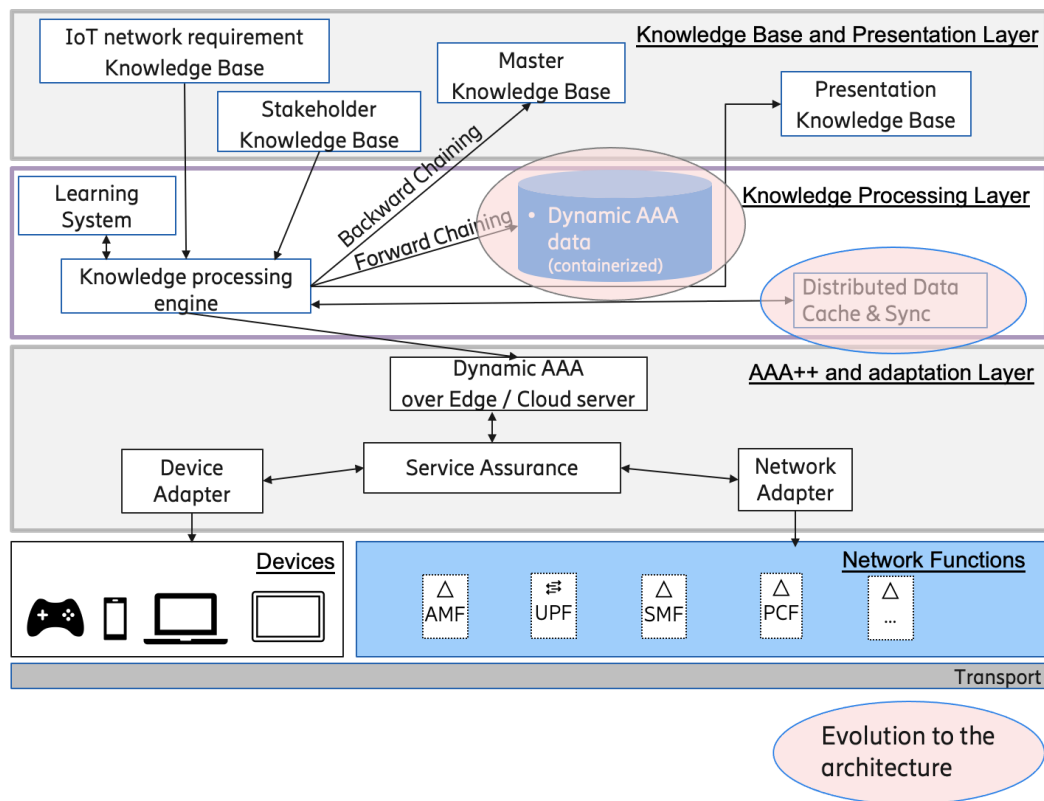 IoT network requirement
Knowledge Base
Master
Knowledge Base
Knowledge Base and Presentation Layer
Stakeholder
Knowledge Base
Presentation
Knowledge Base
Backward Chaining
Forward Chaining
Learning
System
• Dynamic AAA
data
(containerized)
Knowledge Processing Layer
Knowledge processing
engine
Distributed Data
Cache & Sync
Dynamic AAA
over Edge / Cloud server
AAA++ and adaptation Layer
Device
Adapter
Service Assurance
Network
Adapter
Devices
Network Functions
AMF
UPF
SMF
PCF
...
Transport
Evolution to the
architecture